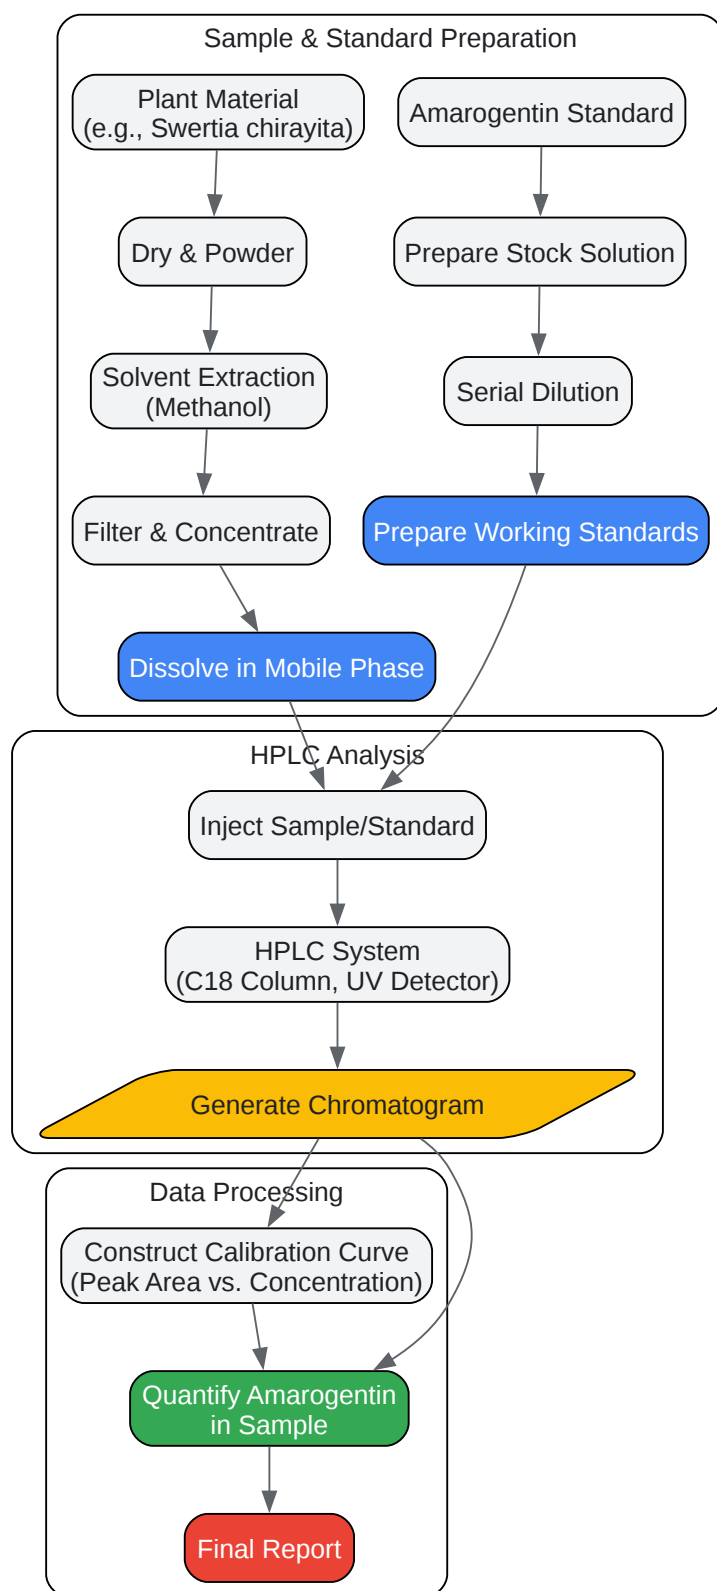 Sample & Standard Preparation
Plant Material
(e.g., Swertia chirayita)
Amarogentin Standard
Dry & Powder
Prepare Stock Solution
Solvent Extraction
(Methanol)
Serial Dilution
Filter & Concentrate
Prepare Working Standards
Dissolve in Mobile Phase
HPLC Analysis
Inject Sample/Standard
HPLC System
(C18 Column, UV Detector)
Generate Chromatogram
Data Processing
Construct Calibration Curve
(Peak Area vs. Concentration)
Quantify Amarogentin
in Sample
Final Report